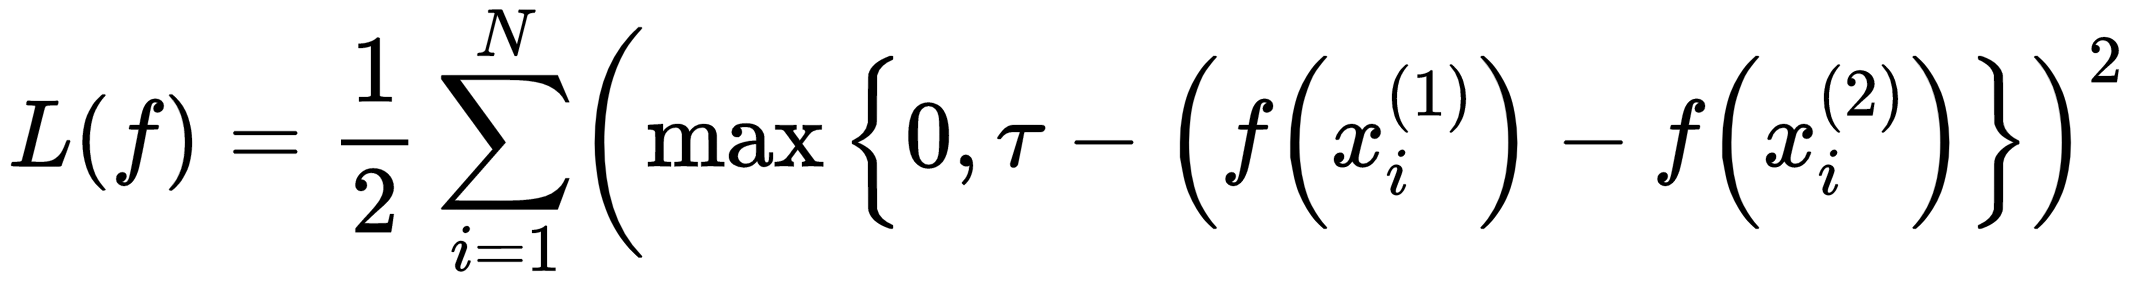 L(f) = \frac{1}{2} \sum_{i=1}^{N} \left( \max \left\{ 0, \tau - \left( f \left( x_i^{(1)} \right) - f \left( x_i^{(2)} \right) \right\} \right)^2